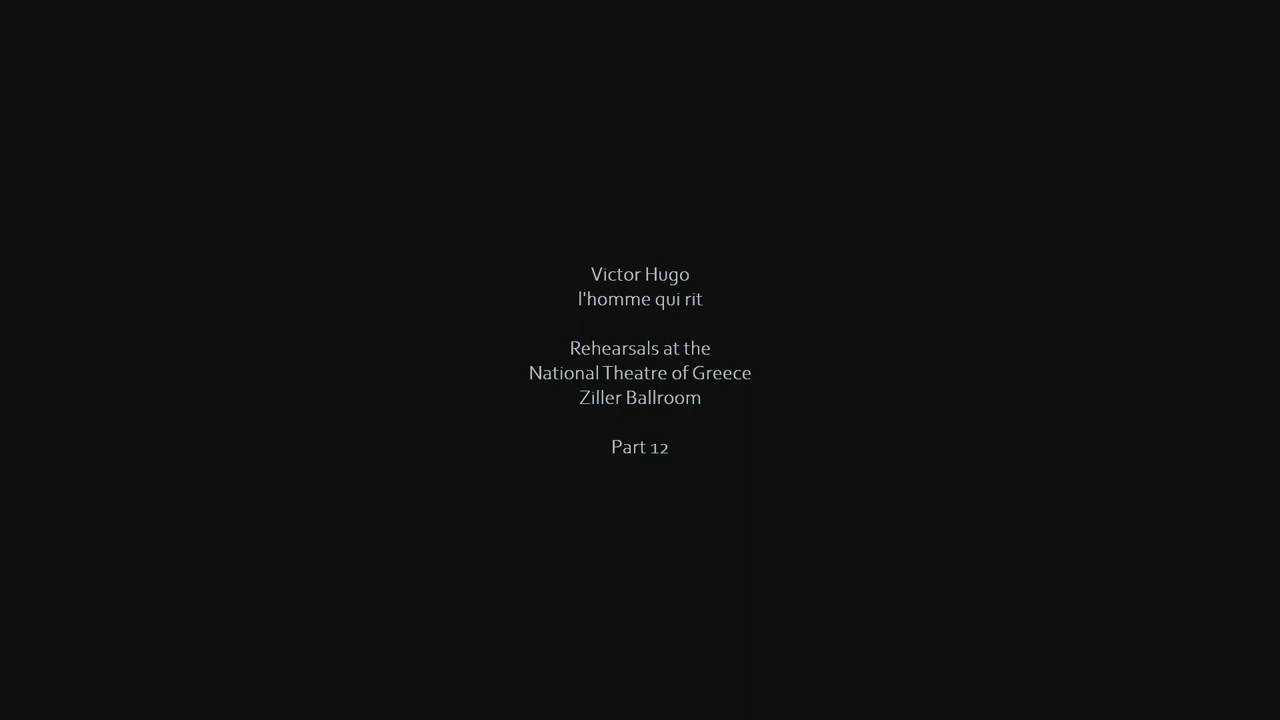 Victor Hugo
l'homme qui rit
Rehearsals at the
National Theatre of Greece
Ziller Ballroom
Part 12